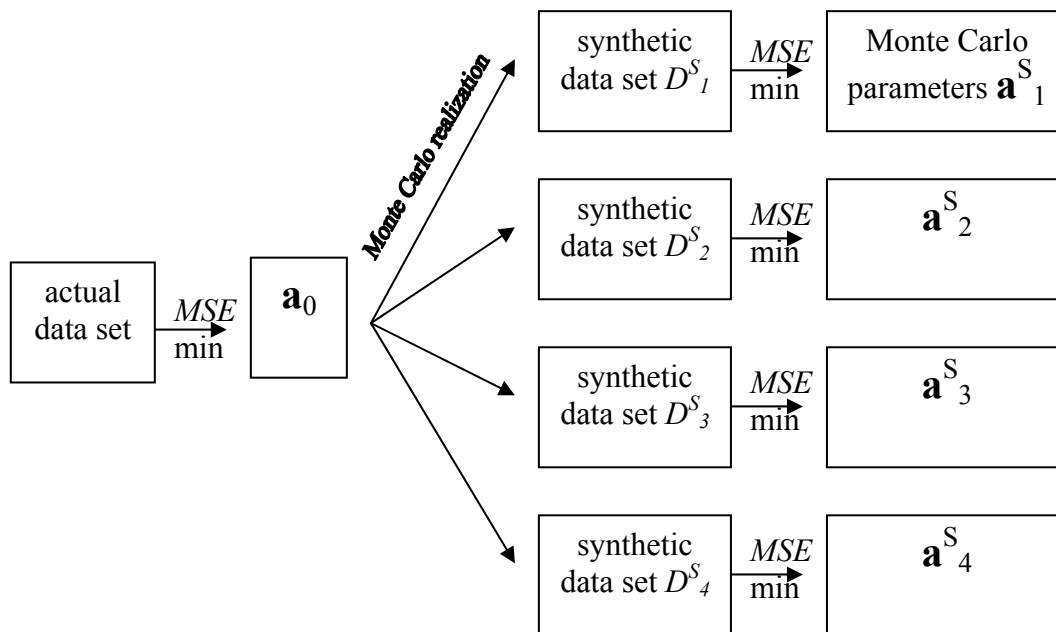 actual
data set
MSE
min
a₀
Monte Carlo realization
synthetic
data set Dˢ₁
MSE
min
Monte Carlo
parameters aˢ₁
synthetic
data set Dˢ₂
MSE
min
aˢ₂
synthetic
data set Dˢ₃
MSE
min
aˢ₃
synthetic
data set Dˢ₄
MSE
min
aˢ₄